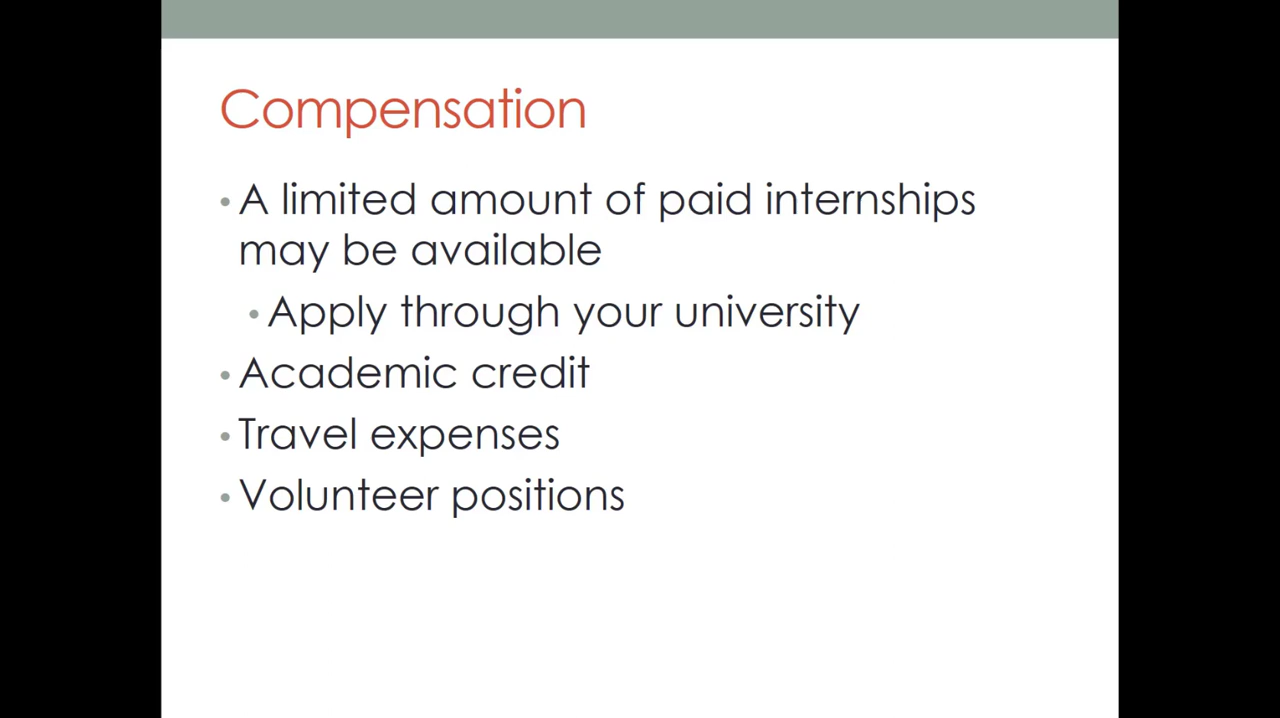 Compensation
• A limited amount of paid internships
may be available
• Apply through your university
• Academic credit
• Travel expenses
• Volunteer positions